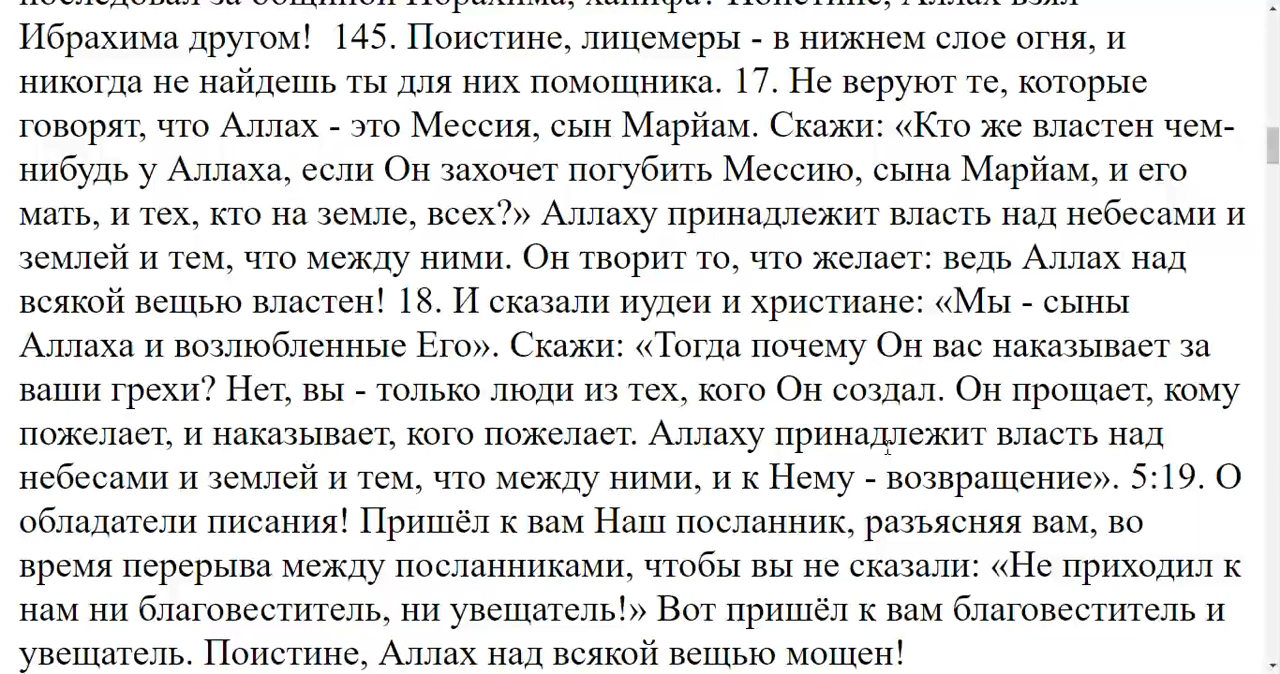 последовал за общиной Ибрахима, ханифа? Поистине, Аллах взял
Ибрахима другом!  145. Поистине, лицемеры - в нижнем слое огня, и
никогда не найдешь ты для них помощника. 17. Не веруют те, которые
говорят, что Аллах - это Мессия, сын Марйам. Скажи: «Кто же властен чем-
нибудь у Аллаха, если Он захочет погубить Мессию, сына Марйам, и его
мать, и тех, кто на земле, всех?» Аллаху принадлежит власть над небесами и
землей и тем, что между ними. Он творит то, что желает: ведь Аллах над
всякой вещью властен! 18. И сказали иудеи и христиане: «Мы - сыны
Аллаха и возлюбленные Его». Скажи: «Тогда почему Он вас наказывает за
ваши грехи? Нет, вы - только люди из тех, кого Он создал. Он прощает, кому
пожелает, и наказывает, кого пожелает. Аллаху принадлежит власть над
небесами и землей и тем, что между ними, и к Нему - возвращение». 5:19. О
обладатели писания! Пришёл к вам Наш посланник, разъясняя вам, во
время перерыва между посланниками, чтобы вы не сказали: «Не приходил к
нам ни благовеститель, ни увещатель!» Вот пришёл к вам благовеститель и
увещатель. Поистине, Аллах над всякой вещью мощен!